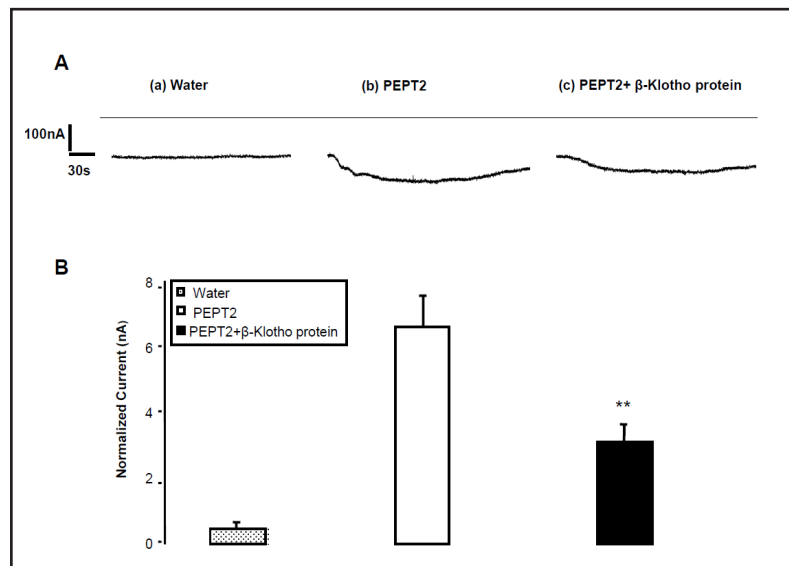 A
(a) Water
(b) PEPT2
(c) PEPT2+ β-Klotho protein
100nA
30s
B
8
6
4
2
0
Normalized Current (nA)
Water
PEPT2
PEPT2+β-Klotho protein
**